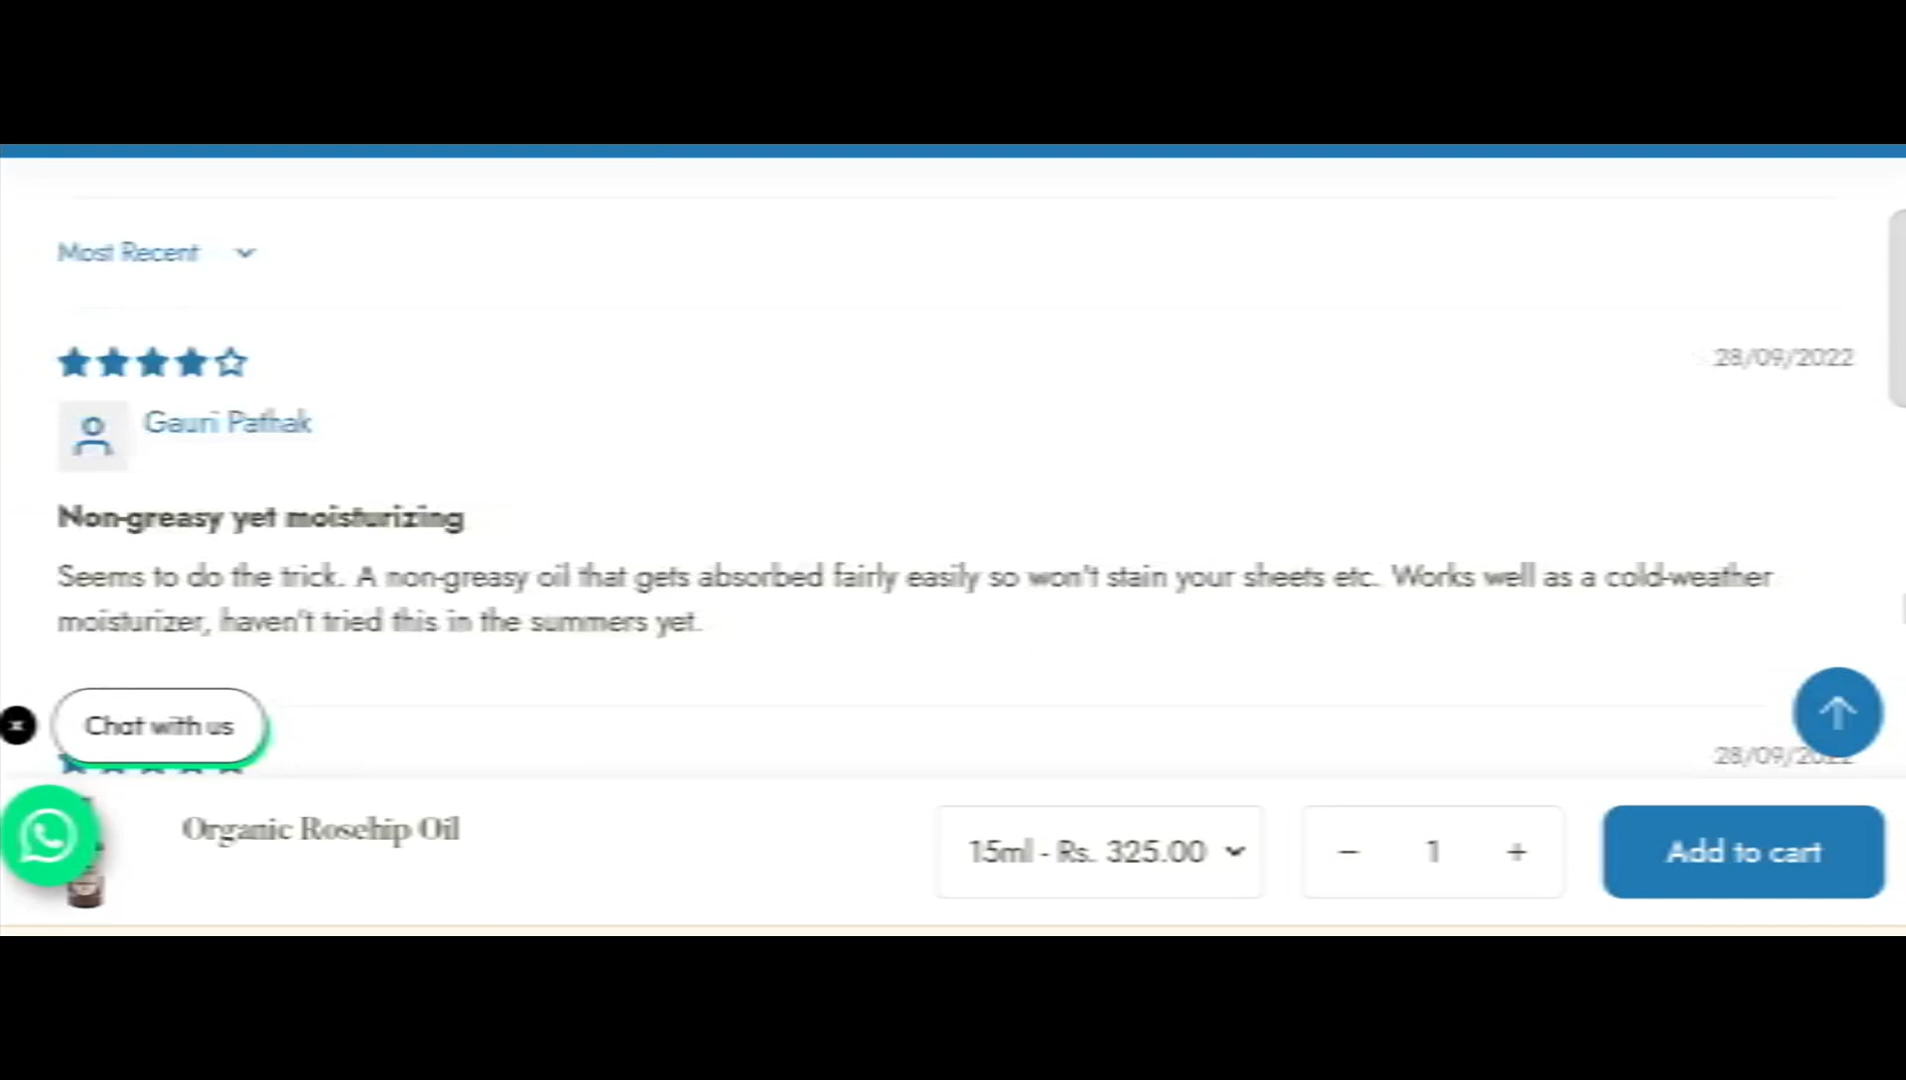 Most Recent
28/09/2022
Gauri Pathak
Non-greasy yet moisturizing
Seems to do the trick. A non-greasy oil that gets absorbed fairly easily so won't stain your sheets etc. Works well as a cold-weather
moisturizer, haven't tried this in the summers yet.
Chat with us
28/09/2022
Organic Rosehip Oil
15ml - Rs. 325.00
− 1 +
Add to cart